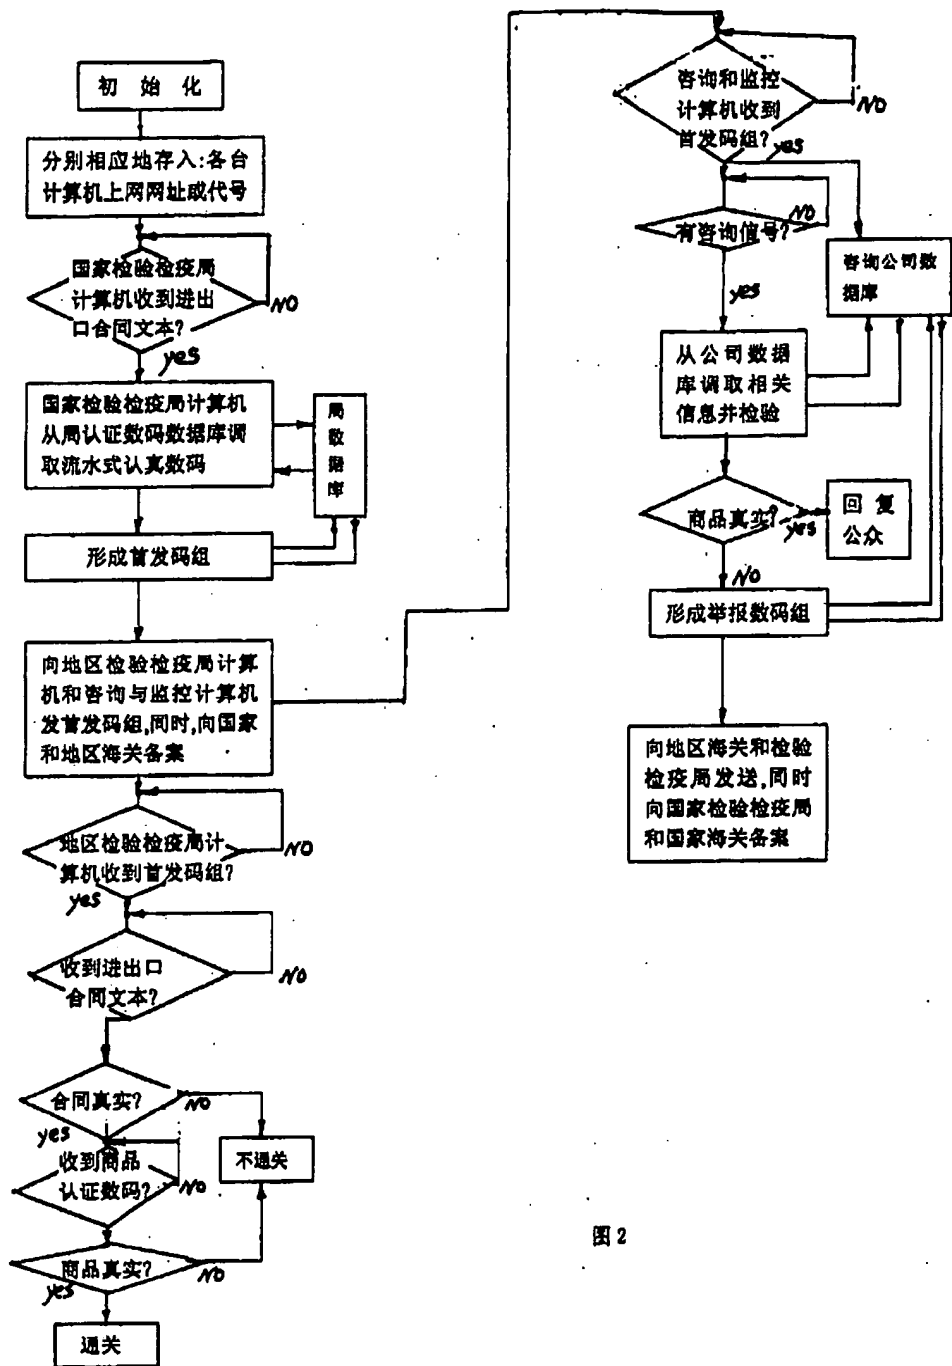 初 始 化
分别相应地存入:各台
计算机上网网址或代号
国家检验检疫局
计算机收到进出
口合同文本?
NO
yes
国家检验检疫局计算机
从局认证数码数据库调
取流水式认真数码
局
数
据
库
形成首发码组
向地区检验检疫局计算
机和咨询与监控计算机
发首发码组,同时,向国家
和地区海关备案
地区检验检疫局计
算机收到首发码组?
NO
yes
收到进出口
合同文本?
NO
合同真实?
NO
yes
收到商品
认证数码?
NO
不通关
商品真实?
NO
yes
通关
咨询和监控
计算机收到
首发码组?
NO
yes
有咨询信号?
NO
yes
咨询公司数
据库
从公司数据
库调取相关
信息并检验
商品真实?
yes
回 复
公众
NO
形成举报数码组
向地区海关和检验
检疫局发送,同时
向国家检验检疫局
和国家海关备案
图 2